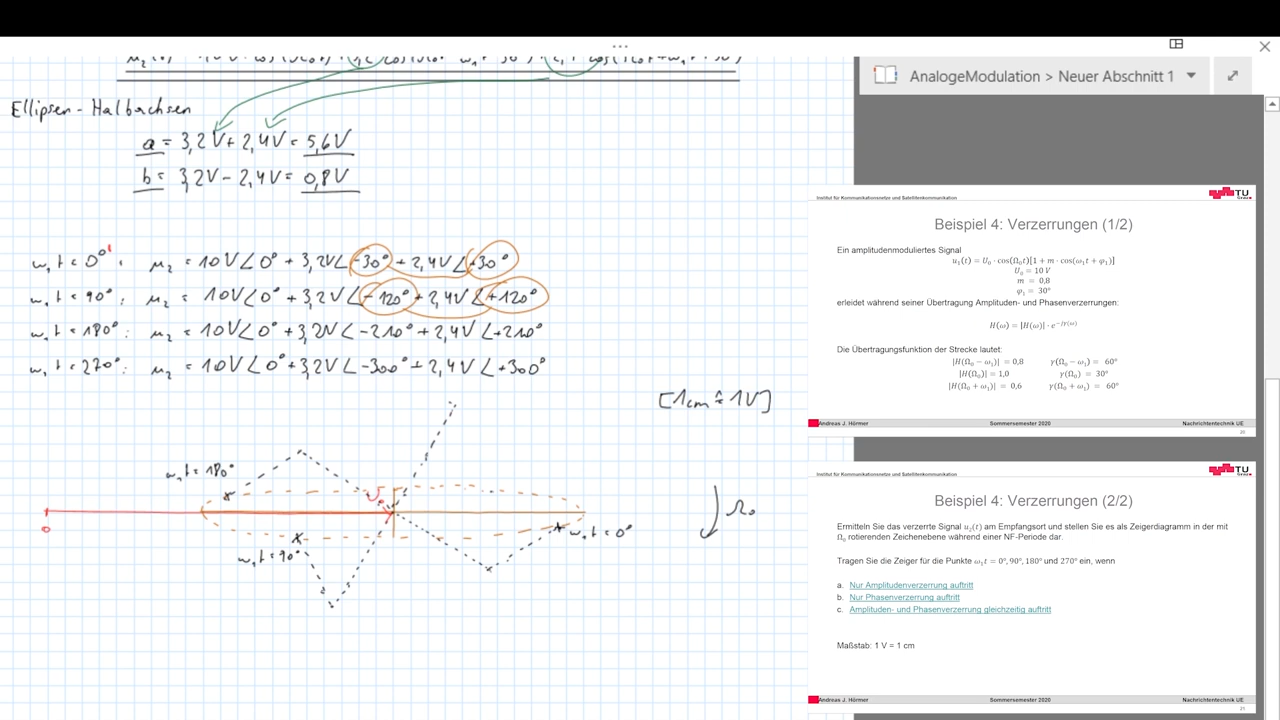 Ellipsen-Halbachsen
a = 3,2V + 2,4V = 5,6V
b = 3,2V - 2,4V = 0,8V
ω₁t = 0°: u₂ = 10V∠0° + 3,2V∠-30° + 2,4V∠+30°
ω₁t = 90°: u₂ = 10V∠0° + 3,2V∠-120° + 2,4V∠+120°
ω₁t = 180°: u₂ = 10V∠0° + 3,2V∠-210° + 2,4V∠+210°
ω₁t = 270°: u₂ = 10V∠0° + 3,2V∠-300° + 2,4V∠+300°
[1cm ≙ 1V]
ω₁t = 180°
Ω₀
0
ω₁t = 0°
ω₁t = 90°
AnalogeModulation > Neuer Abschnitt 1
Institut für Kommunikationsnetze und Satellitenkommunikation
TU
Graz
Beispiel 4: Verzerrungen (1/2)
Ein amplitudenmoduliertes Signal
u₁(t) = U₀ · cos(Ω₀t)[1 + m · cos(ω₁t + φ₁)]
U₀ = 10 V
m = 0,8
φ₁ = 30°
erleidet während seiner Übertragung Amplituden- und Phasenverzerrungen:
H(ω) = |H(ω)| · e^{-jγ(ω)}
Die Übertragungsfunktion der Strecke lautet:
|H(Ω₀ − ω₁)| = 0,8 γ(Ω₀ − ω₁) = 60°
|H(Ω₀)| = 1,0 γ(Ω₀) = 30°
|H(Ω₀ + ω₁)| = 0,6 γ(Ω₀ + ω₁) = 60°
Andreas J. Hörmer Sommersemester 2020 Nachrichtentechnik UE
20
Institut für Kommunikationsnetze und Satellitenkommunikation
TU
Graz
Beispiel 4: Verzerrungen (2/2)
Ermitteln Sie das verzerrte Signal u₂(t) am Empfangsort und stellen Sie es als Zeigerdiagramm in der mit
Ω₀ rotierenden Zeichenebene während einer NF-Periode dar.
Tragen Sie die Zeiger für die Punkte ω₁t = 0°, 90°, 180° und 270° ein, wenn
a. Nur Amplitudenverzerrung auftritt
b. Nur Phasenverzerrung auftritt
c. Amplituden- und Phasenverzerrung gleichzeitig auftritt
Maßstab: 1 V = 1 cm
Andreas J. Hörmer Sommersemester 2020 Nachrichtentechnik UE
21